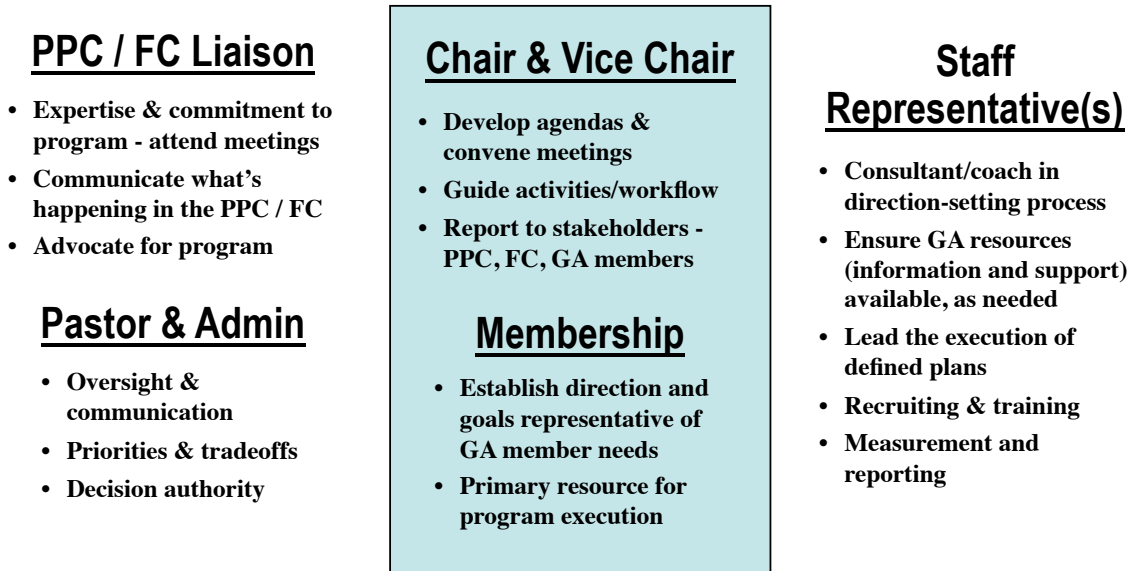 PPC / FC Liaison
• Expertise & commitment to
program - attend meetings
• Communicate what's
happening in the PPC / FC
• Advocate for program
Pastor & Admin
• Oversight &
communication
• Priorities & tradeoffs
• Decision authority
Chair & Vice Chair
• Develop agendas &
convene meetings
• Guide activities/workflow
• Report to stakeholders -
PPC, FC, GA members
Membership
• Establish direction and
goals representative of
GA member needs
• Primary resource for
program execution
Staff
Representative(s)
• Consultant/coach in
direction-setting process
• Ensure GA resources
(information and support)
available, as needed
• Lead the execution of
defined plans
• Recruiting & training
• Measurement and
reporting